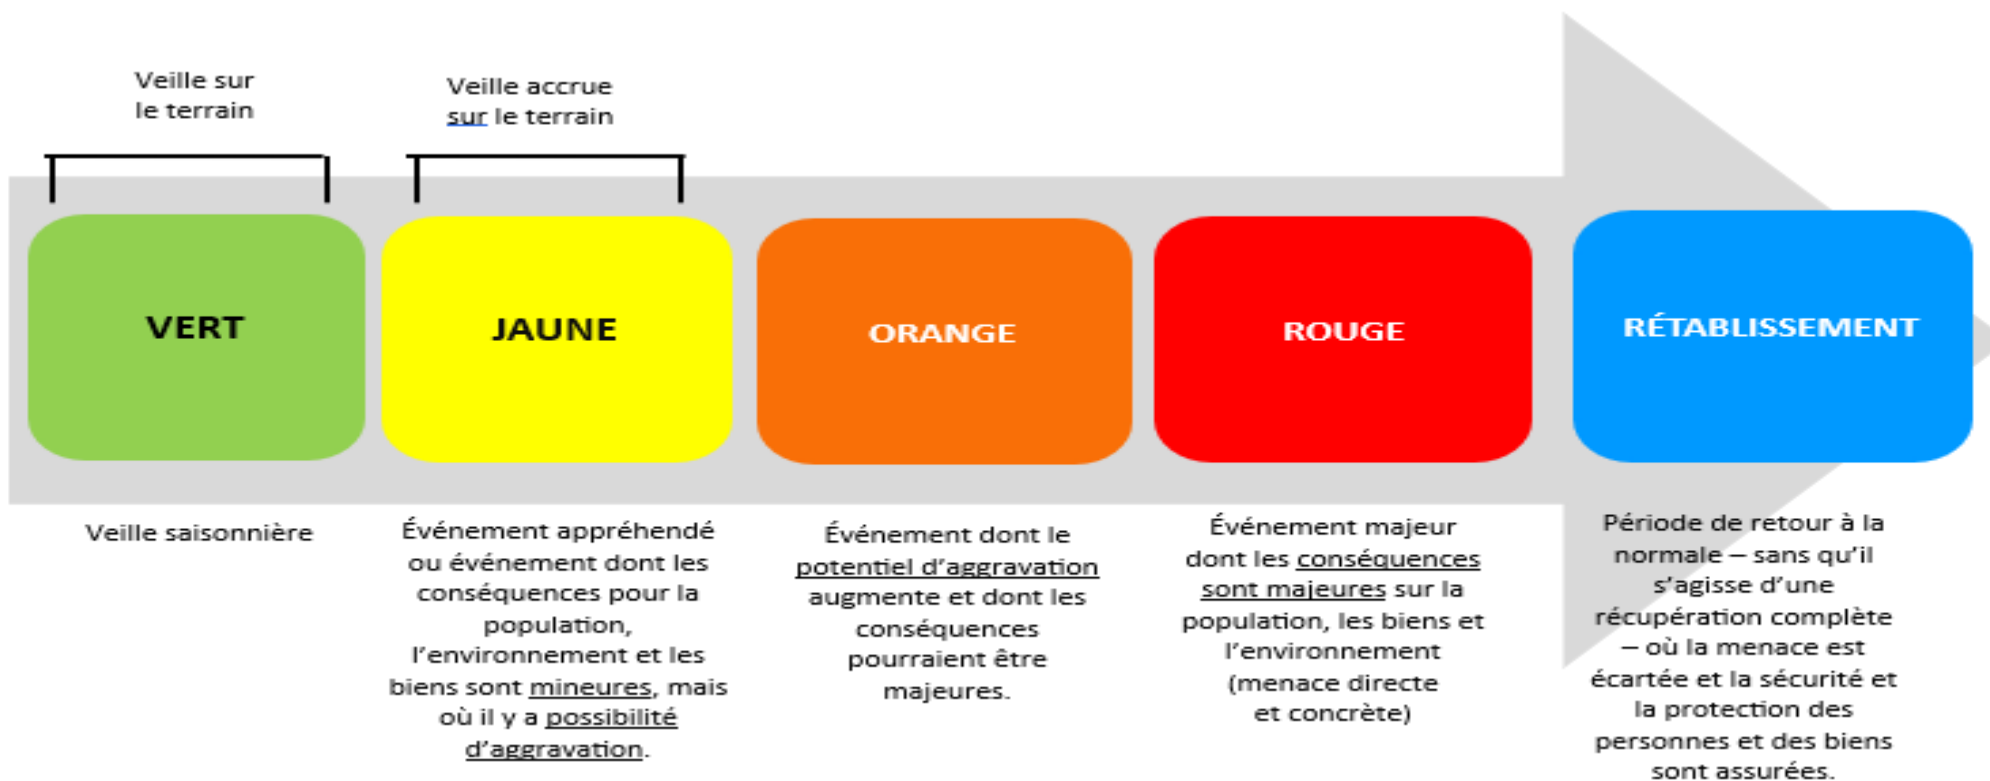 Veille sur
le terrain
Veille accrue
sur le terrain
VERT
JAUNE
ORANGE
ROUGE
RÉTABLISSEMENT
Veille saisonnière
Événement appréhendé
ou événement dont les
conséquences pour la
population,
l'environnement et les
biens sont mineures, mais
où il y a possibilité
d'aggravation.
Événement dont le
potentiel d'aggravation
augmente et dont les
conséquences
pourraient être
majeures.
Événement majeur
dont les conséquences
sont majeures sur la
population, les biens et
l'environnement
(menace directe
et concrète)
Période de retour à la
normale – sans qu'il
s'agisse d'une
récupération complète
– où la menace est
écartée et la sécurité et
la protection des
personnes et des biens
sont assurées.